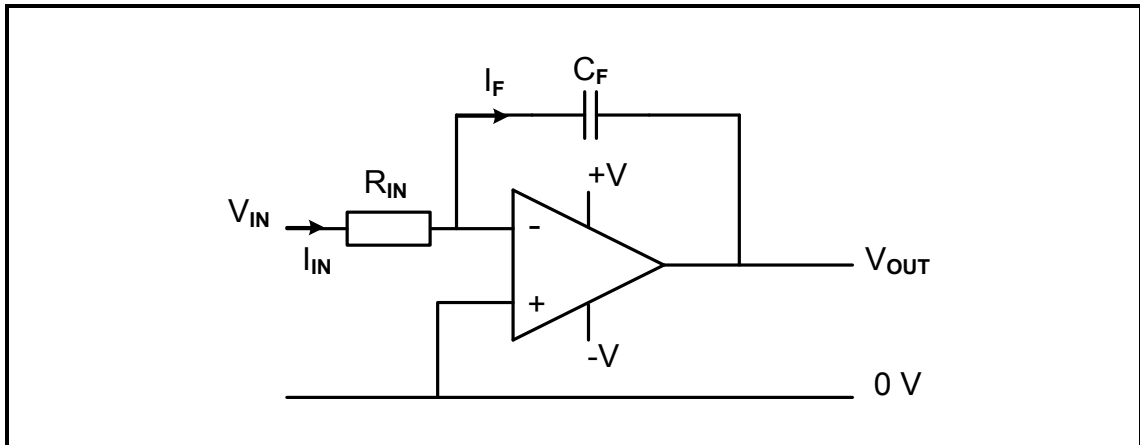 I_F
C_F
+V
R_IN
V_IN
-
I_IN
V_OUT
+
-V
0 V